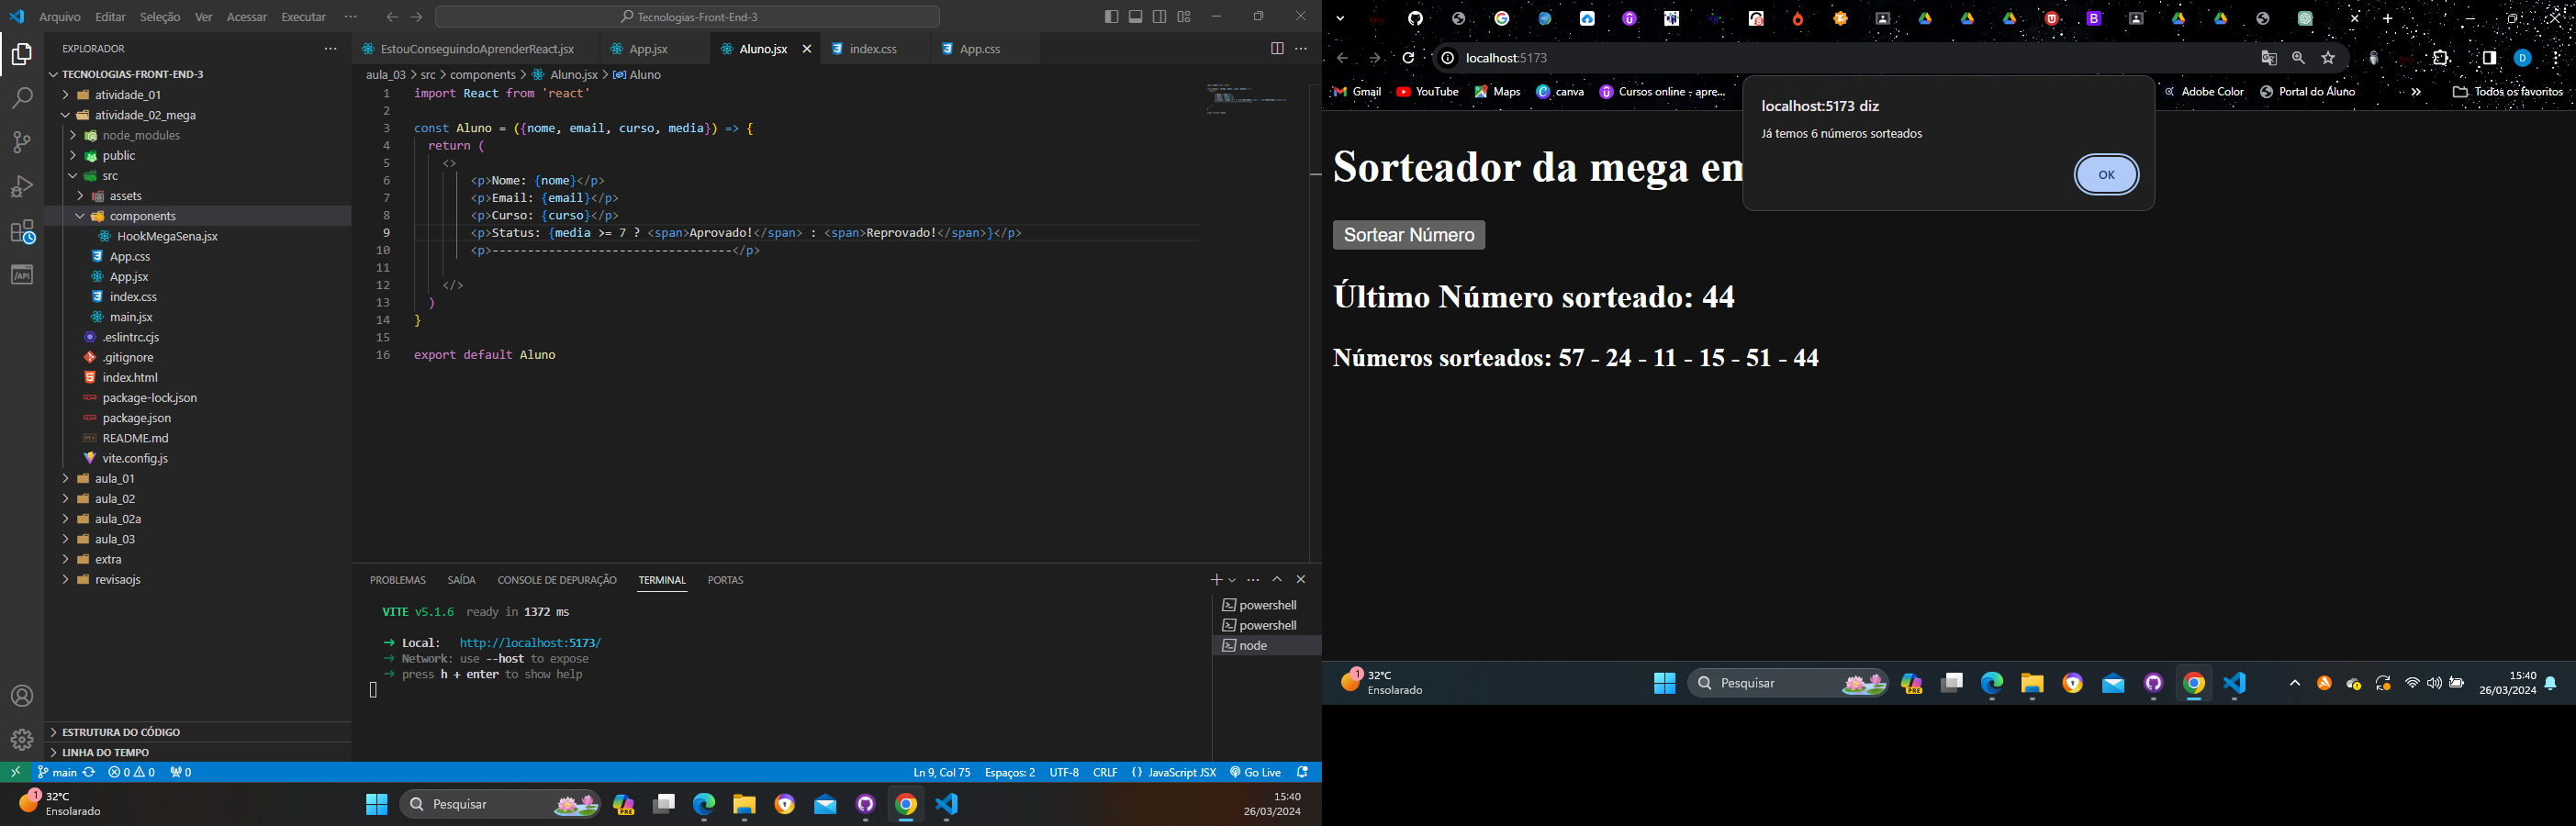 Arquivo Editar Seleção Ver Acessar Executar ···
Tecnologias-Front-End-3
EXPLORADOR
TECNOLOGIAS-FRONT-END-3
atividade_01
atividade_02_mega
node_modules
public
src
assets
components
HookMegaSena.jsx
App.css
App.jsx
index.css
main.jsx
.eslintrc.cjs
.gitignore
index.html
package-lock.json
package.json
README.md
vite.config.js
aula_01
aula_02
aula_02a
aula_03
extra
revisaojs
ESTRUTURA DO CÓDIGO
LINHA DO TEMPO
EstouConseguindoAprenderReact.jsx App.jsx Aluno.jsx index.css App.css
aula_03 > src > components > Aluno.jsx > Aluno
1 import React from 'react'
2
3 const Aluno = ({nome, email, curso, media}) => {
4 return (
5 <>
6 <p>Nome: {nome}</p>
7 <p>Email: {email}</p>
8 <p>Curso: {curso}</p>
9 <p>Status: {media >= 7 ? <span>Aprovado!</span> : <span>Reprovado!</span>}</p>
10 <p>----------------------------------</p>
11
12 </>
13 )
14 }
15
16 export default Aluno
PROBLEMAS SAÍDA CONSOLE DE DEPURAÇÃO TERMINAL PORTAS
VITE v5.1.6 ready in 1372 ms
➜ Local: http://localhost:5173/
➜ Network: use --host to expose
➜ press h + enter to show help
powershell
powershell
node
main 0 0 0 Ln 9, Col 75 Espaços: 2 UTF-8 CRLF {} JavaScript JSX Go Live
1 32°C
Ensolarado
Pesquisar
PRE
15:40
26/03/2024
localhost:5173
D
Gmail YouTube Maps canva Cursos online - apre... Adobe Color Portal do Aluno » Todos os favoritos
localhost:5173 diz
Já temos 6 números sorteados
OK
Sorteador da mega em
Sortear Número
Último Número sorteado: 44
Números sorteados: 57 - 24 - 11 - 15 - 51 - 44
1 32°C
Ensolarado
Pesquisar
PRE
15:40
26/03/2024